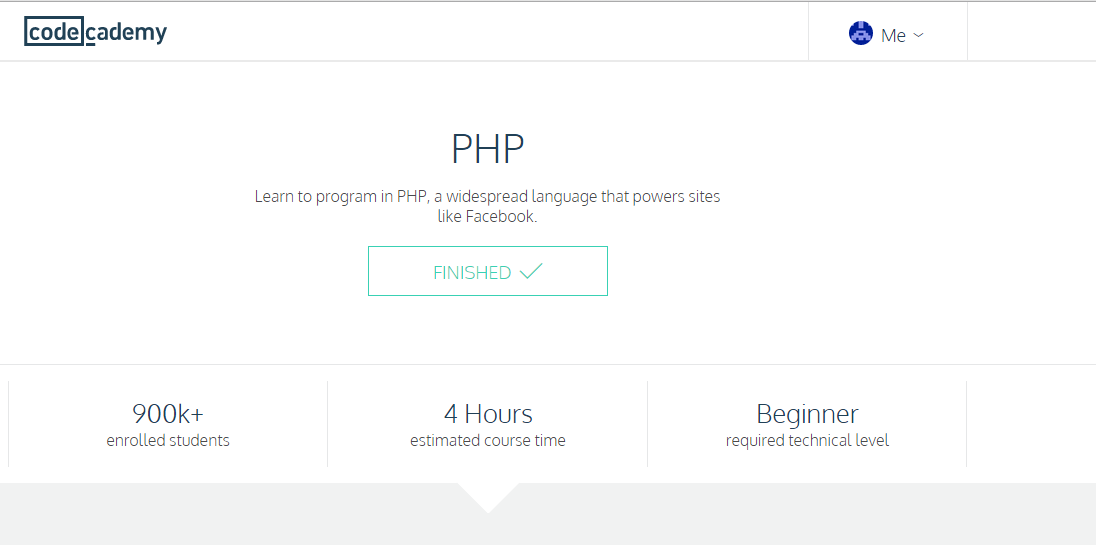 codecademy
Me
PHP
Learn to program in PHP, a widespread language that powers sites
like Facebook.
FINISHED
900k+
enrolled students
4 Hours
estimated course time
Beginner
required technical level